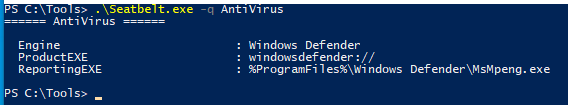 PS C:\Tools> .\Seatbelt.exe -q AntiVirus
====== AntiVirus ======
Engine : Windows Defender
ProductEXE : windowsdefender://
ReportingEXE : %ProgramFiles%\Windows Defender\MsMpeng.exe
PS C:\Tools> _